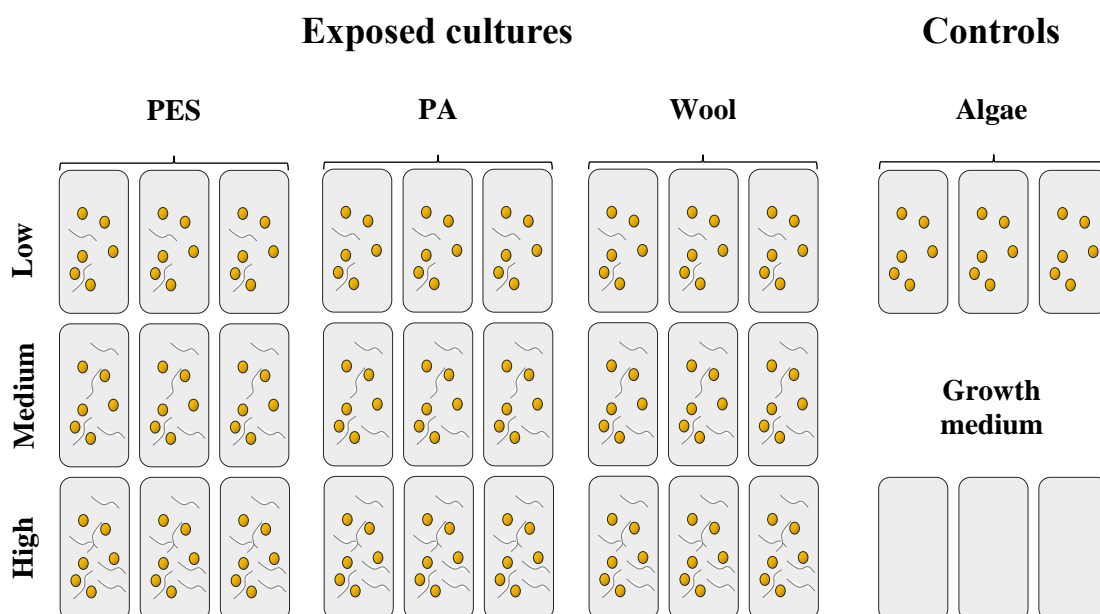 Exposed cultures
Controls
PES
PA
Wool
Algae
Low
Medium
Growth
medium
High